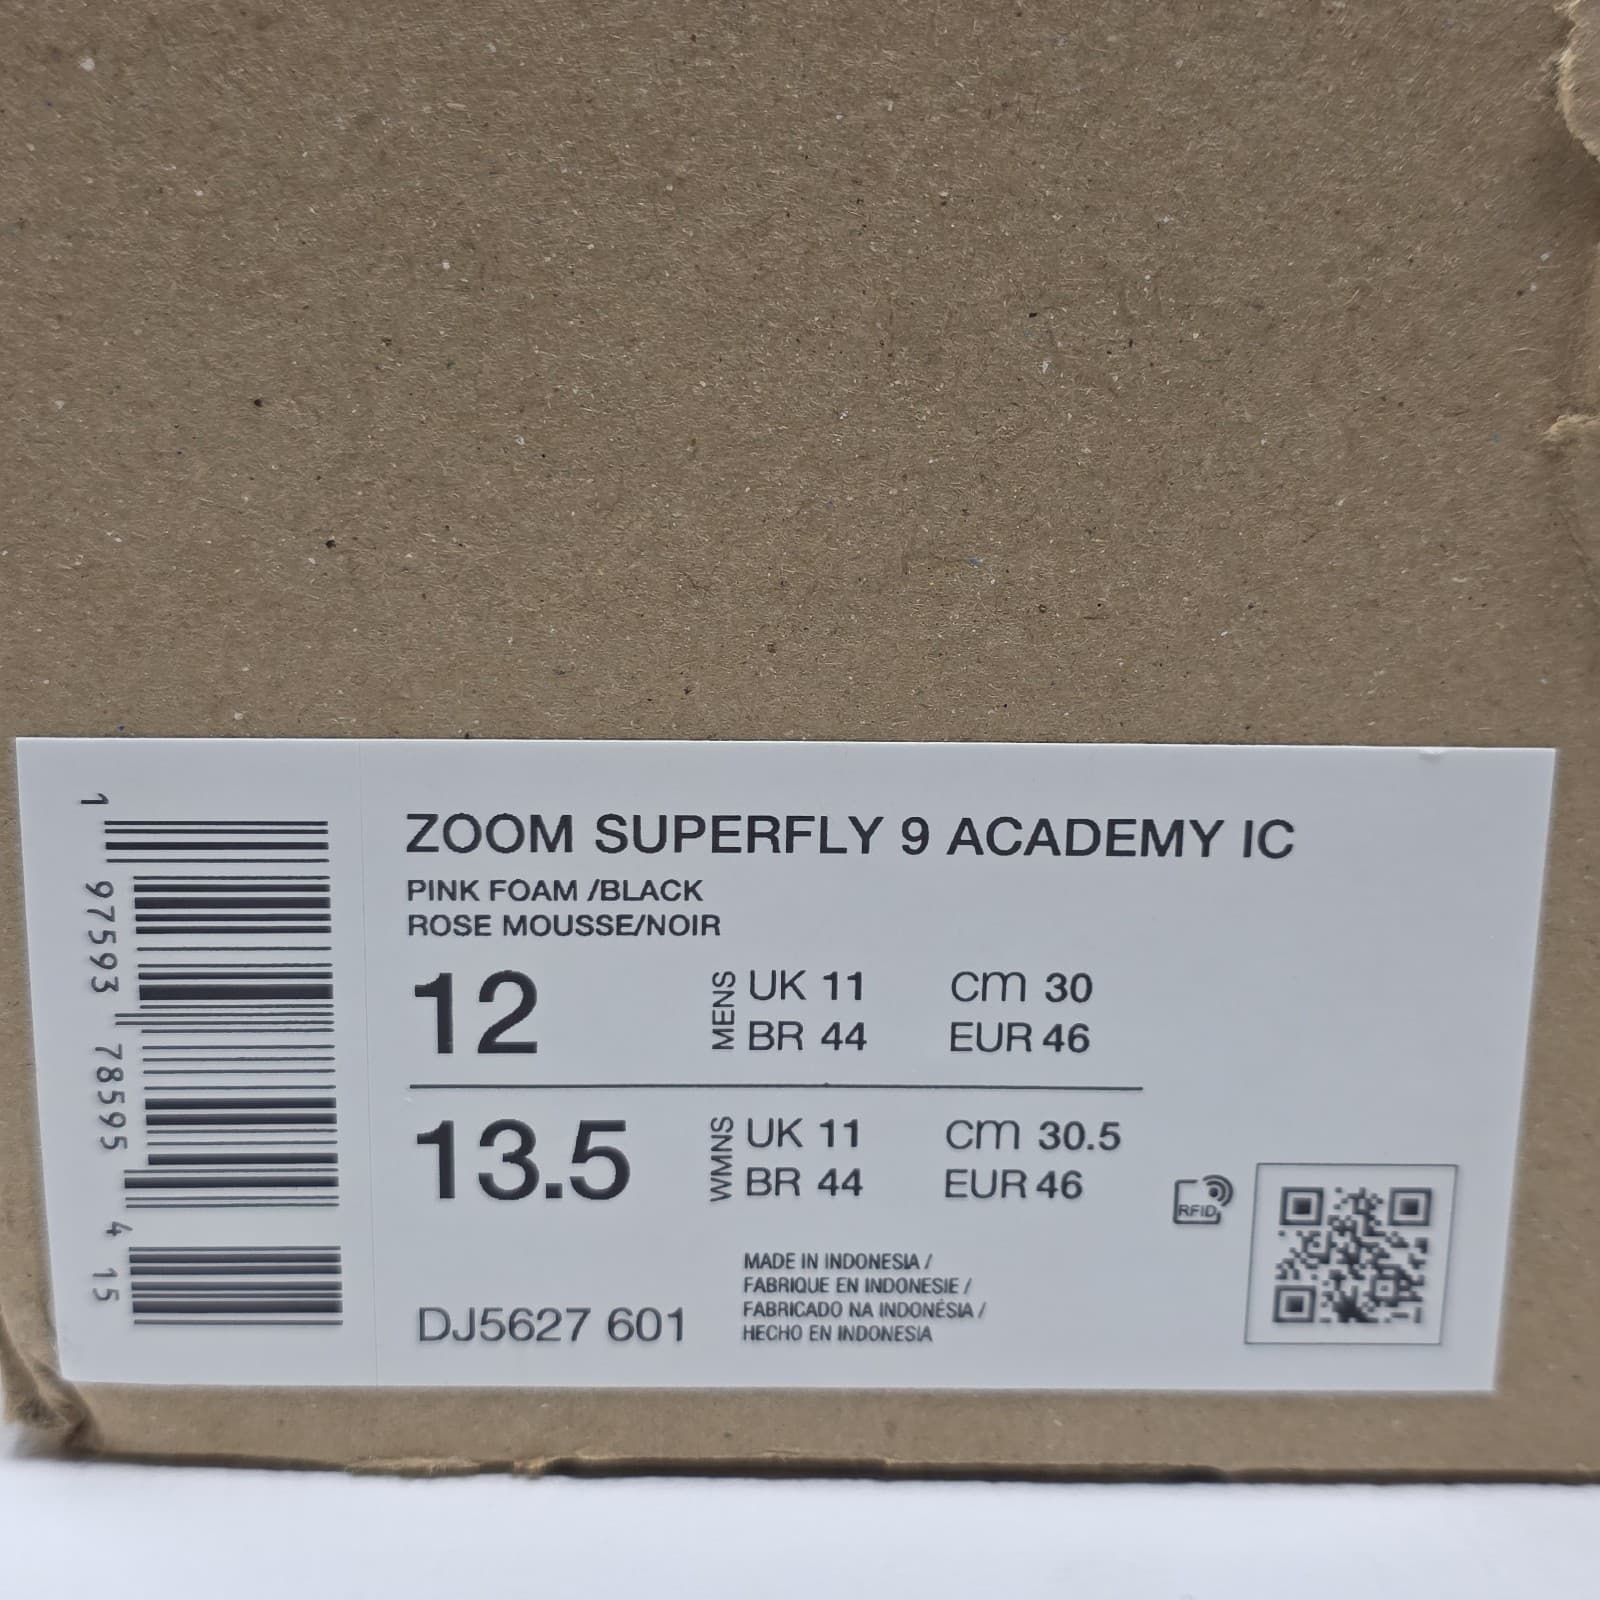 ZOOM SUPERFLY 9 ACADEMY IC
PINK FOAM /BLACK
ROSE MOUSSE/NOIR
12 MENS UK 11 cm 30
BR 44 EUR 46
13.5 WMNS UK 11 cm 30.5
BR 44 EUR 46
RFID
MADE IN INDONESIA /
FABRIQUE EN INDONESIE /
FABRICADO NA INDONÉSIA /
HECHO EN INDONESIA
DJ5627 601
1 97593 78595 4 15